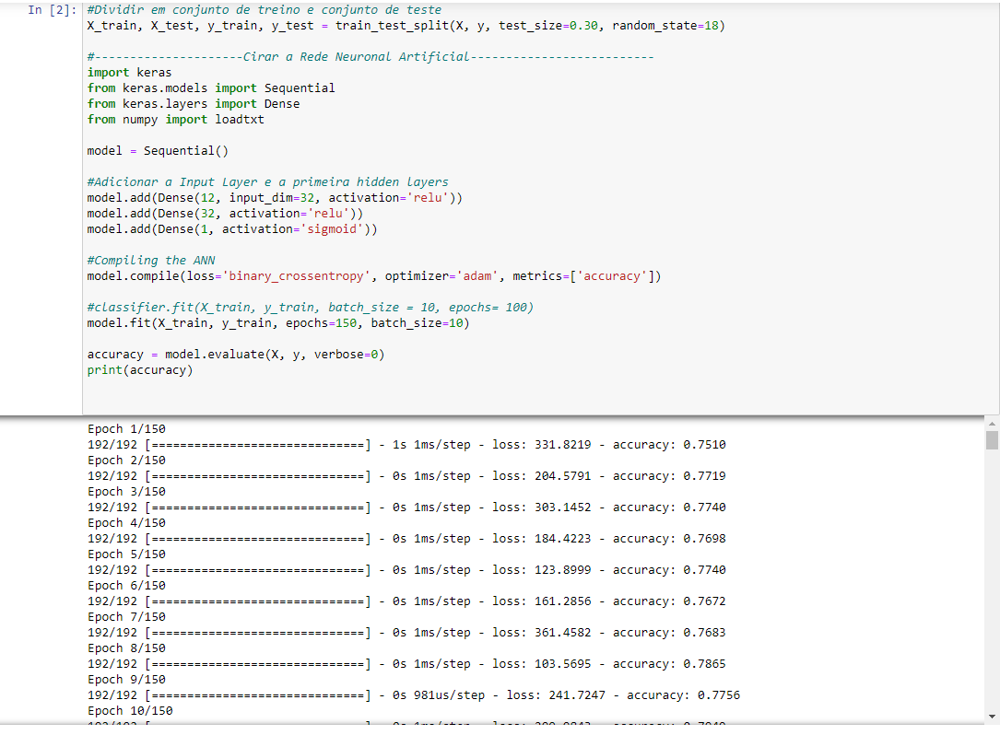 In [2]: #Dividir em conjunto de treino e conjunto de teste
X_train, X_test, y_train, y_test = train_test_split(X, y, test_size=0.30, random_state=18)
#---------------------Cirar a Rede Neuronal Artificial--------------------------
import keras
from keras.models import Sequential
from keras.layers import Dense
from numpy import loadtxt
model = Sequential()
#Adicionar a Input Layer e a primeira hidden layers
model.add(Dense(12, input_dim=32, activation='relu'))
model.add(Dense(32, activation='relu'))
model.add(Dense(1, activation='sigmoid'))
#Compiling the ANN
model.compile(loss='binary_crossentropy', optimizer='adam', metrics=['accuracy'])
#classifier.fit(X_train, y_train, batch_size = 10, epochs= 100)
model.fit(X_train, y_train, epochs=150, batch_size=10)
accuracy = model.evaluate(X, y, verbose=0)
print(accuracy)
Epoch 1/150
192/192 [==============================] - 1s 1ms/step - loss: 331.8219 - accuracy: 0.7510
Epoch 2/150
192/192 [==============================] - 0s 1ms/step - loss: 204.5791 - accuracy: 0.7719
Epoch 3/150
192/192 [==============================] - 0s 1ms/step - loss: 303.1452 - accuracy: 0.7740
Epoch 4/150
192/192 [==============================] - 0s 1ms/step - loss: 184.4223 - accuracy: 0.7698
Epoch 5/150
192/192 [==============================] - 0s 1ms/step - loss: 123.8999 - accuracy: 0.7740
Epoch 6/150
192/192 [==============================] - 0s 1ms/step - loss: 161.2856 - accuracy: 0.7672
Epoch 7/150
192/192 [==============================] - 0s 1ms/step - loss: 361.4582 - accuracy: 0.7683
Epoch 8/150
192/192 [==============================] - 0s 1ms/step - loss: 103.5695 - accuracy: 0.7865
Epoch 9/150
192/192 [==============================] - 0s 981us/step - loss: 241.7247 - accuracy: 0.7756
Epoch 10/150